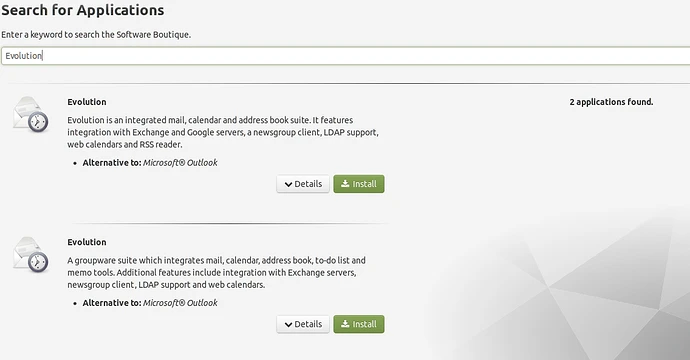 Search for Applications
Enter a keyword to search the Software Boutique.
Evolution
Evolution
2 applications found.
Evolution is an integrated mail, calendar and address book suite. It features
integration with Exchange and Google servers, a newsgroup client, LDAP support,
web calendars and RSS reader.
• Alternative to: Microsoft® Outlook
Details Install
Evolution
A groupware suite which integrates mail, calendar, address book, to-do list and
memo tools. Additional features include integration with Exchange servers,
newsgroup client, LDAP support and web calendars.
• Alternative to: Microsoft® Outlook
Details Install